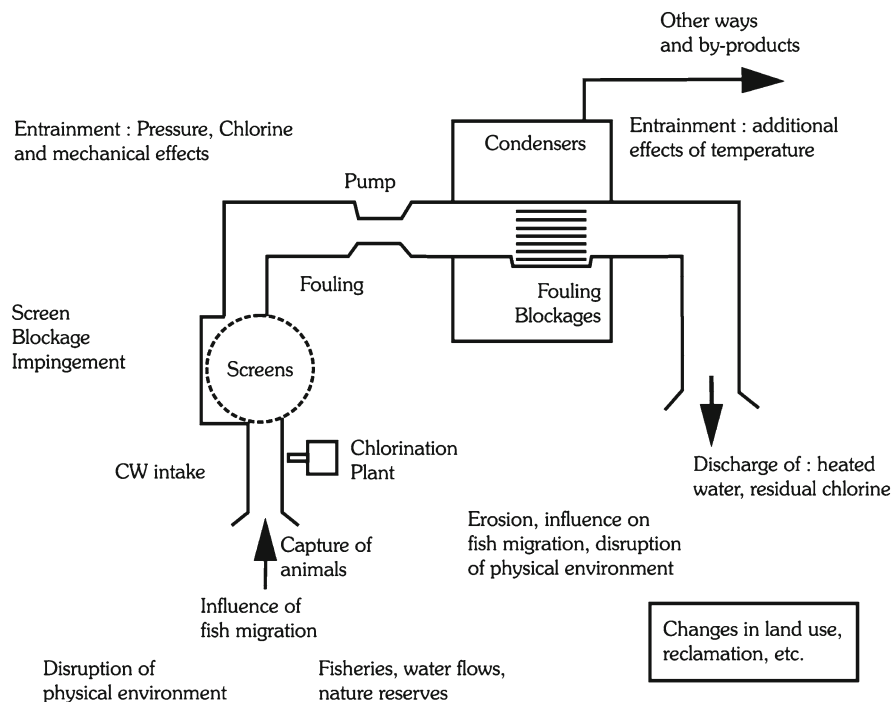 Other ways
and by-products
Entrainment : Pressure, Chlorine
and mechanical effects
Condensers
Entrainment : additional
effects of temperature
Pump
Fouling
Fouling
Blockages
Screen
Blockage
Impingement
Screens
CW intake
Chlorination
Plant
Discharge of : heated
water, residual chlorine
Capture of
animals
Erosion, influence on
fish migration, disruption
of physical environment
Influence of
fish migration
Changes in land use,
reclamation, etc.
Disruption of
physical environment
Fisheries, water flows,
nature reserves